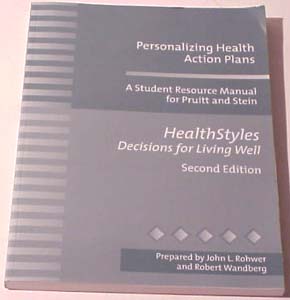 Personalizing Health
Action Plans
A Student Resource Manual
for Pruitt and Stein
HealthStyles
Decisions for Living Well
Second Edition
Prepared by John L. Rohwer
and Robert Wandberg